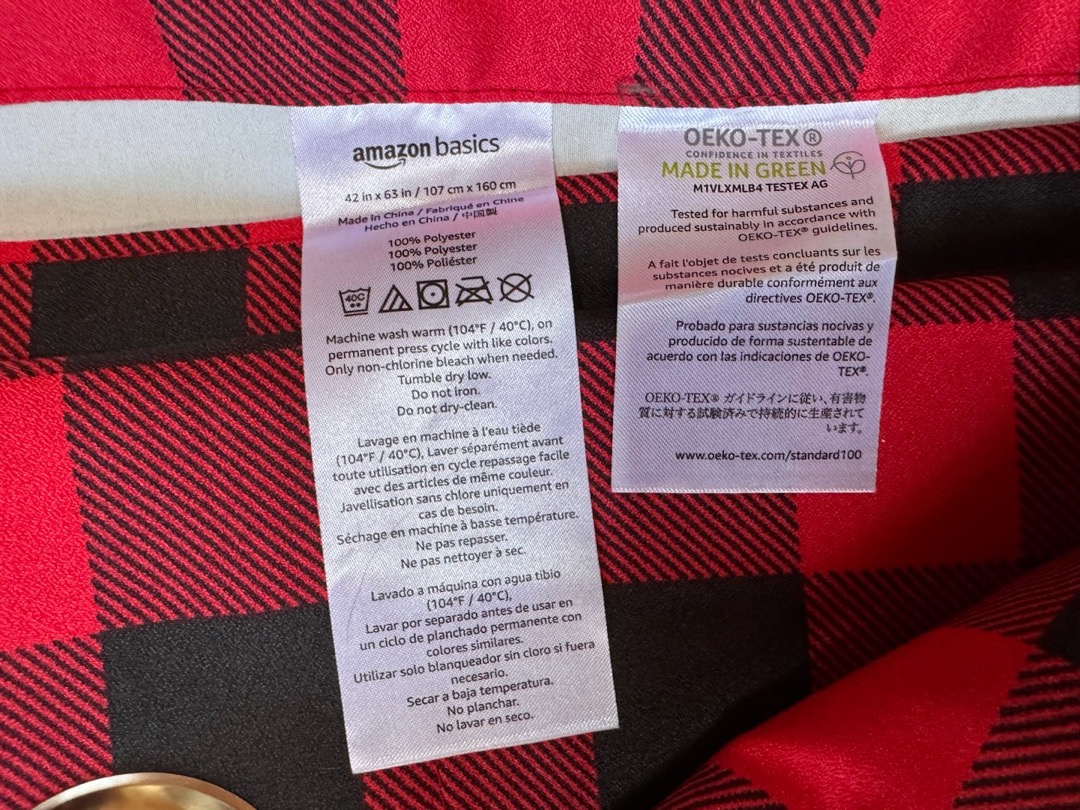 amazon basics
42 in x 63 in / 107 cm x 160 cm
Made in China / Fabriqué en Chine
Hecho en China / 中国製
100% Polyester
100% Polyester
100% Poliéster
40C
Machine wash warm (104°F / 40°C), on
permanent press cycle with like colors.
Only non-chlorine bleach when needed.
Tumble dry low.
Do not iron.
Do not dry-clean.
Lavage en machine à l'eau tiède
(104°F / 40°C), Laver séparément avant
toute utilisation en cycle repassage facile
avec des articles de même couleur.
Javellisation sans chlore uniquement en
cas de besoin.
Séchage en machine à basse température.
Ne pas repasser.
Ne pas nettoyer à sec.
Lavado a máquina con agua tibio
(104°F / 40°C),
Lavar por separado antes de usar en
un ciclo de planchado permanente con
colores similares.
Utilizar solo blanqueador sin cloro si fuera
necesario.
Secar a baja temperatura.
No planchar.
No lavar en seco.
OEKO-TEX®
CONFIDENCE IN TEXTILES
MADE IN GREEN
M1VLXMLB4 TESTEX AG
Tested for harmful substances and
produced sustainably in accordance with
OEKO-TEX® guidelines.
A fait l'objet de tests concluants sur les
substances nocives et a été produit de
manière durable conformément aux
directives OEKO-TEX®.
Probado para sustancias nocivas y
producido de forma sustentable de
acuerdo con las indicaciones de OEKO-
TEX®.
OEKO-TEX® ガイドラインに従い、有害物
質に対する試験済みで持続的に生産されて
います。
www.oeko-tex.com/standard100